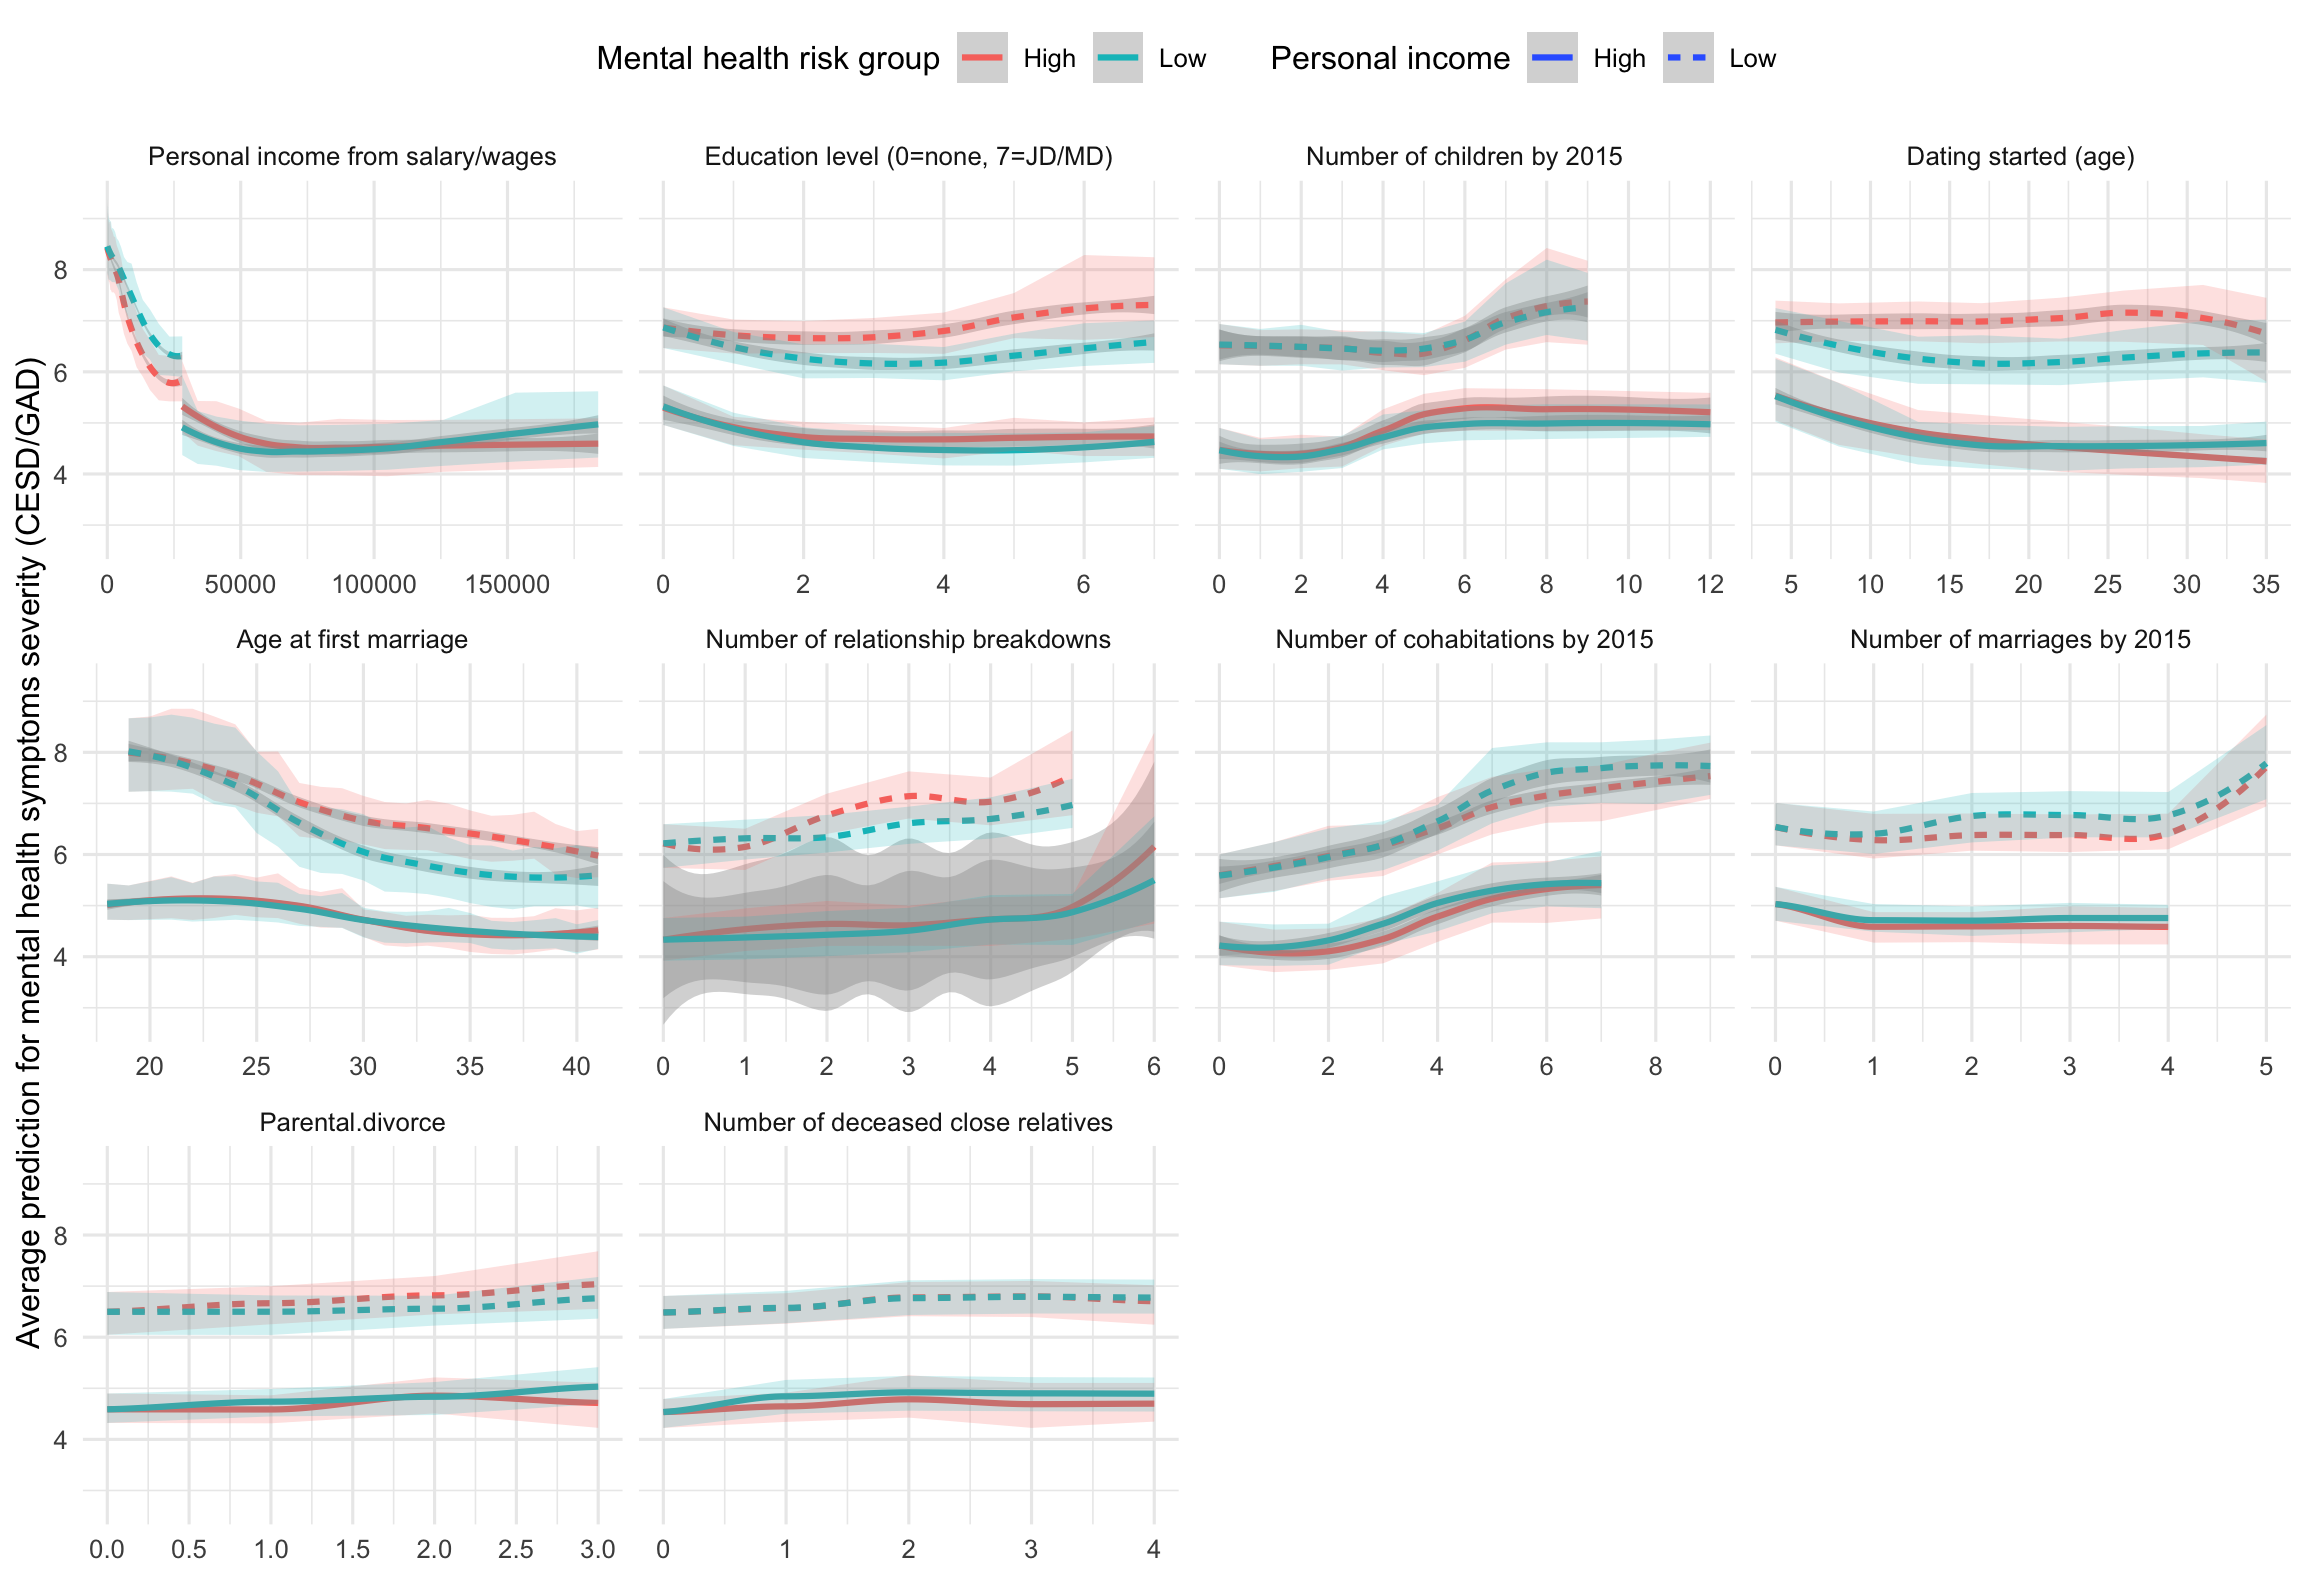 Mental health risk group High Low Personal income High Low
Personal income from salary/wages Education level (0=none, 7=JD/MD) Number of children by 2015 Dating started (age)
8
6
4
0 50000 100000 150000 0 2 4 6 0 2 4 6 8 10 12 5 10 15 20 25 30 35
Average prediction for mental health symptoms severity (CESD/GAD)
Age at first marriage Number of relationship breakdowns Number of cohabitations by 2015 Number of marriages by 2015
8
6
4
20 25 30 35 40 0 1 2 3 4 5 6 0 2 4 6 8 0 1 2 3 4 5
Parental.divorce Number of deceased close relatives
8
6
4
0.0 0.5 1.0 1.5 2.0 2.5 3.0 0 1 2 3 4